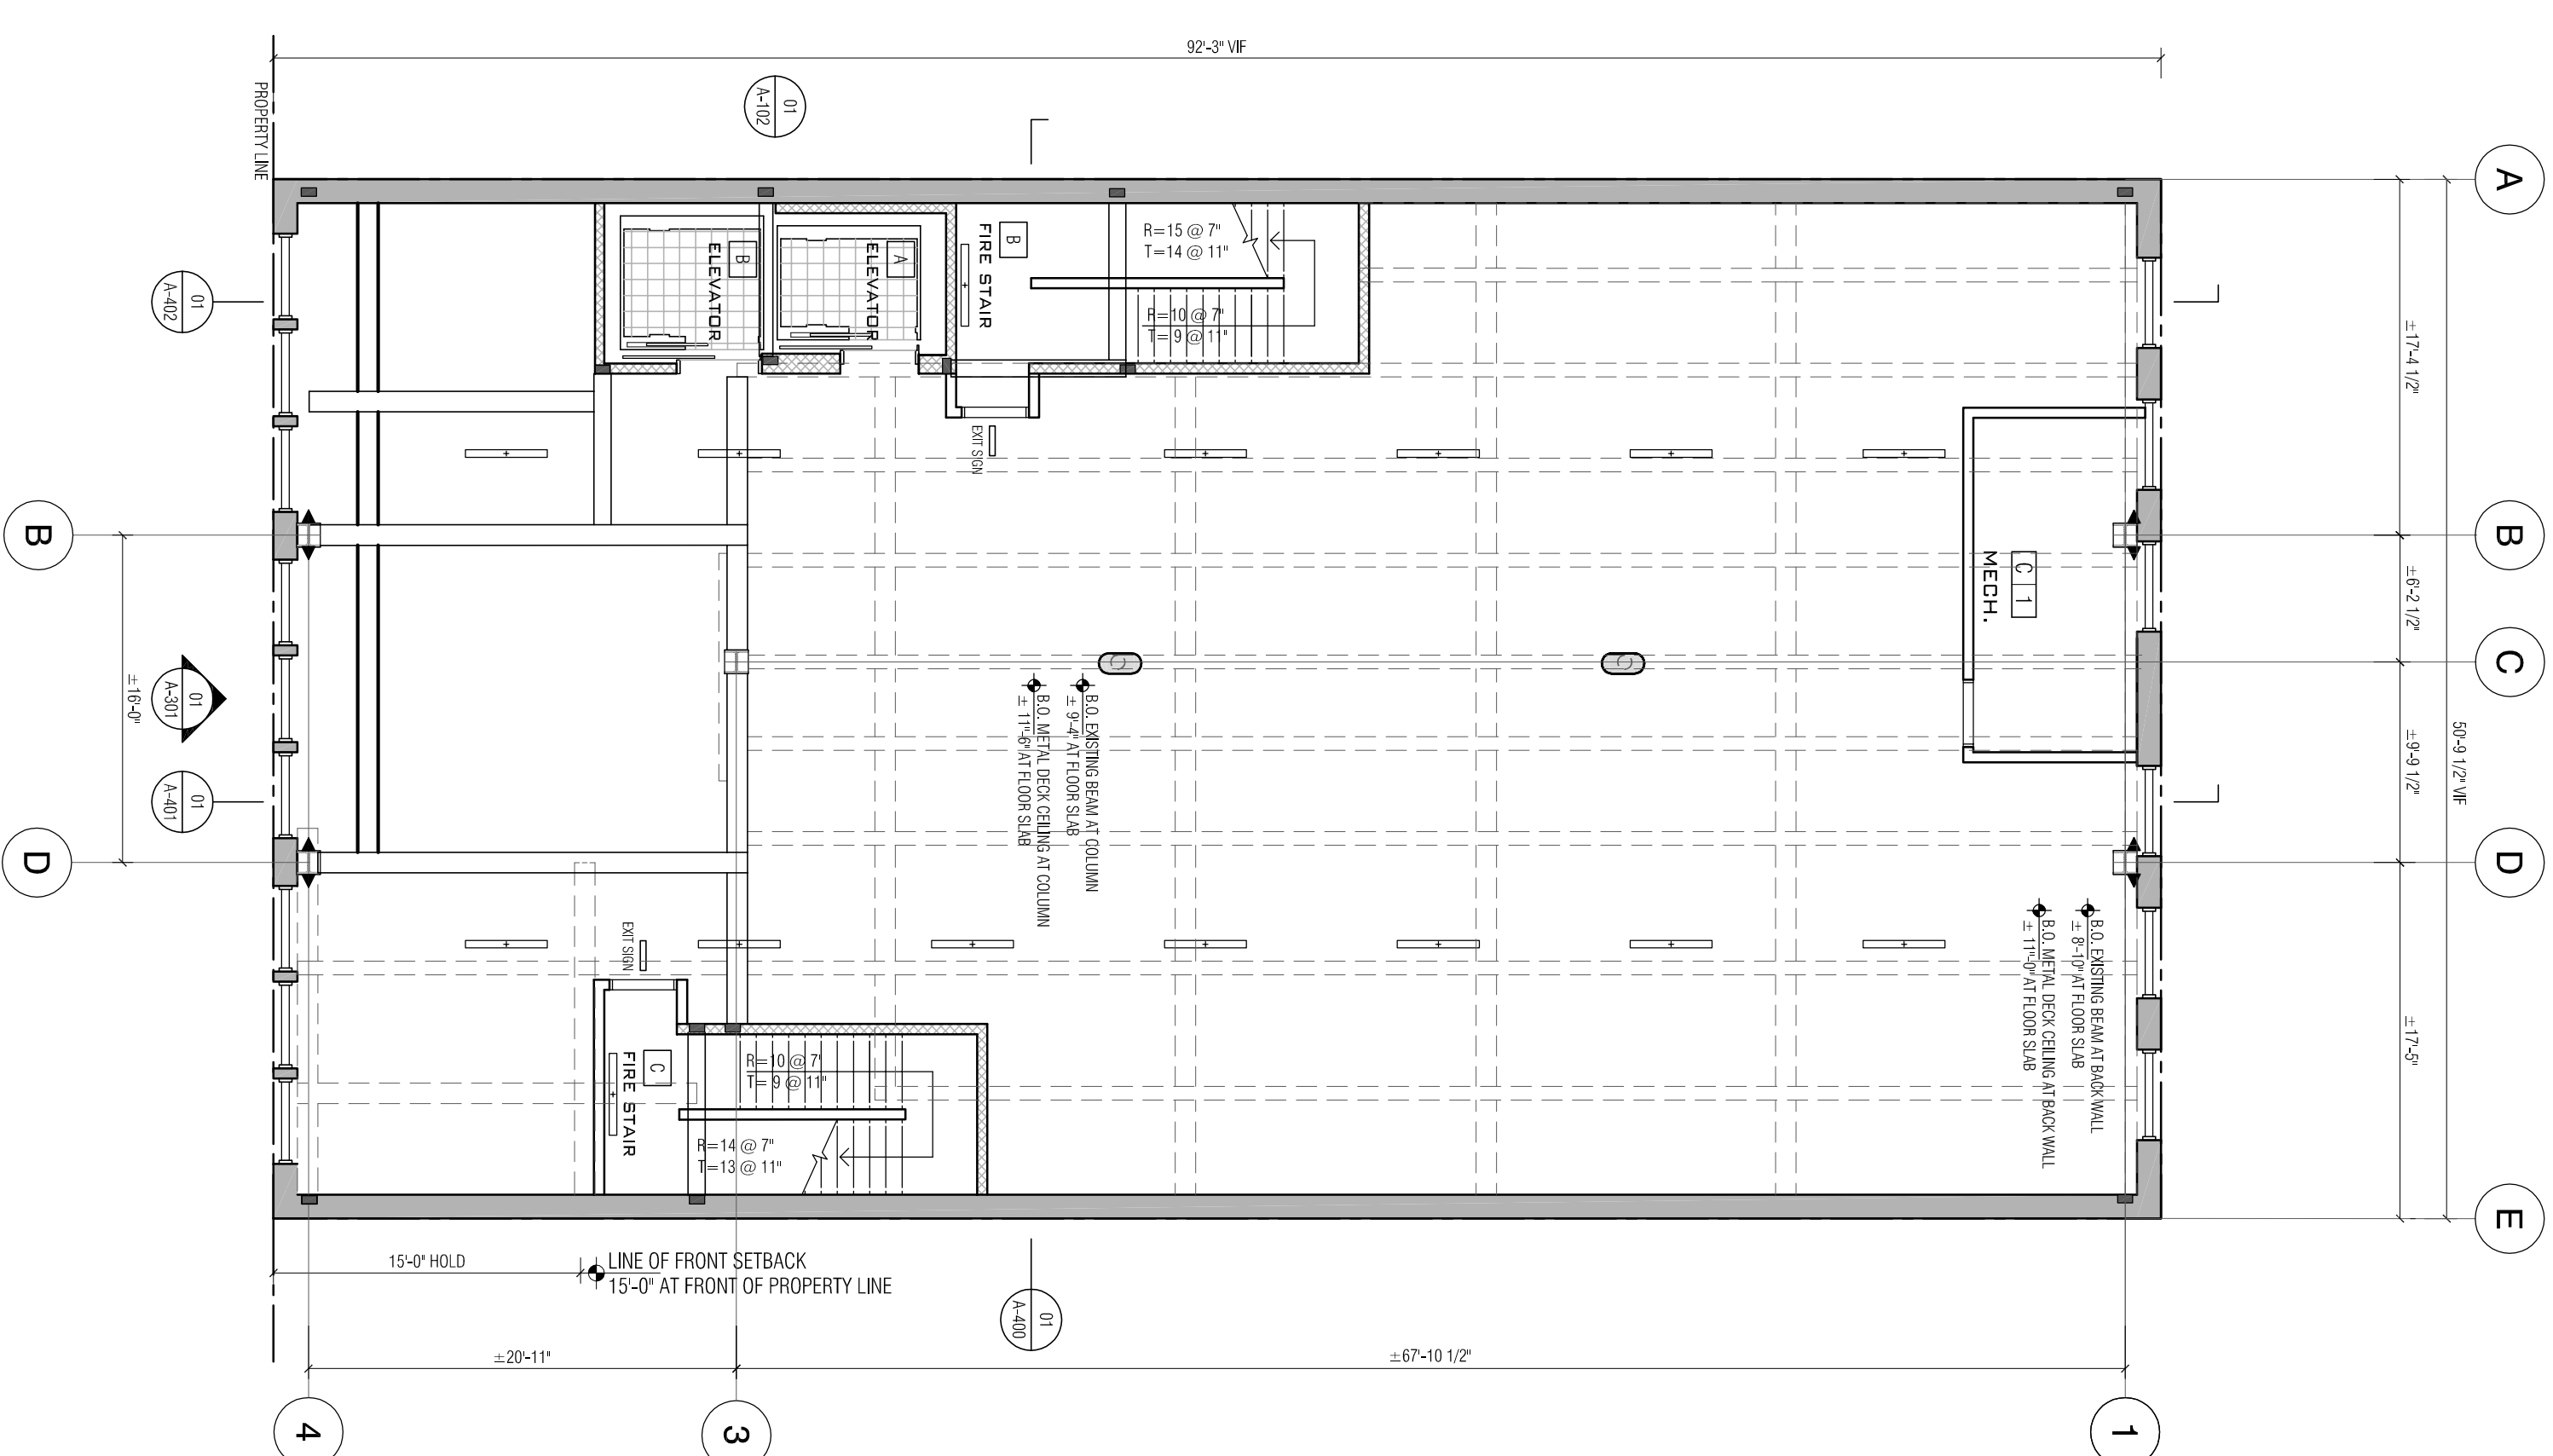 92'-3" VIF
PROPERTY LINE
01
A-102
A
B
C
D
E
50'-9 1/2" VIF
±17'-4 1/2"
±6'-2 1/2"
±9'-9 1/2"
±17'-5"
B
D
±16'-0"
01
A-402
01
A-301
01
A-401
B
ELEVATOR
A
ELEVATOR
B
FIRE STAIR
R=15 @ 7"
T=14 @ 11"
R=10 @ 7"
T=9 @ 11"
EXIT SIGN
C 1
MECH.
B.O. EXISTING BEAM AT COLUMN
± 9'-4" AT FLOOR SLAB
B.O. METAL DECK CEILING AT COLUMN
± 11'-6" AT FLOOR SLAB
B.O. EXISTING BEAM AT BACK WALL
± 8'-10" AT FLOOR SLAB
B.O. METAL DECK CEILING AT BACK WALL
± 11'-0" AT FLOOR SLAB
EXIT SIGN
C
FIRE STAIR
R=10 @ 7'
T= 9 @ 11"
R=14 @ 7"
T=13 @ 11"
15'-0" HOLD
LINE OF FRONT SETBACK
15'-0" AT FRONT OF PROPERTY LINE
01
A-400
±20'-11"
±67'-10 1/2"
4
3
1